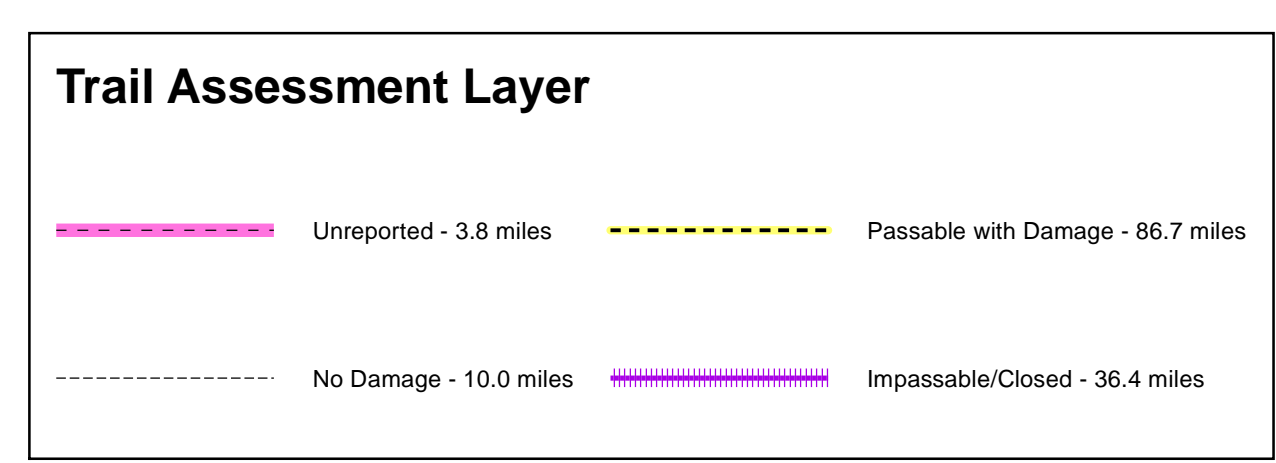 Trail Assessment Layer
Unreported - 3.8 miles
Passable with Damage - 86.7 miles
No Damage - 10.0 miles
Impassable/Closed - 36.4 miles